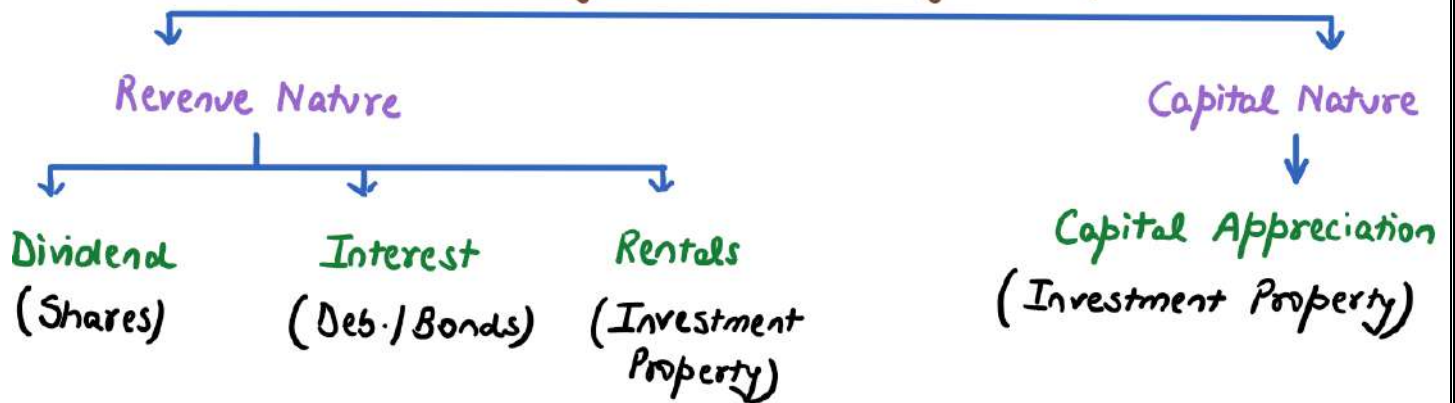 Revenue Nature
Capital Nature
Dividend
Interest
Rentals
Capital Appreciation
(Shares)
(Deb./Bonds)
(Investment
Property)
(Investment Property)